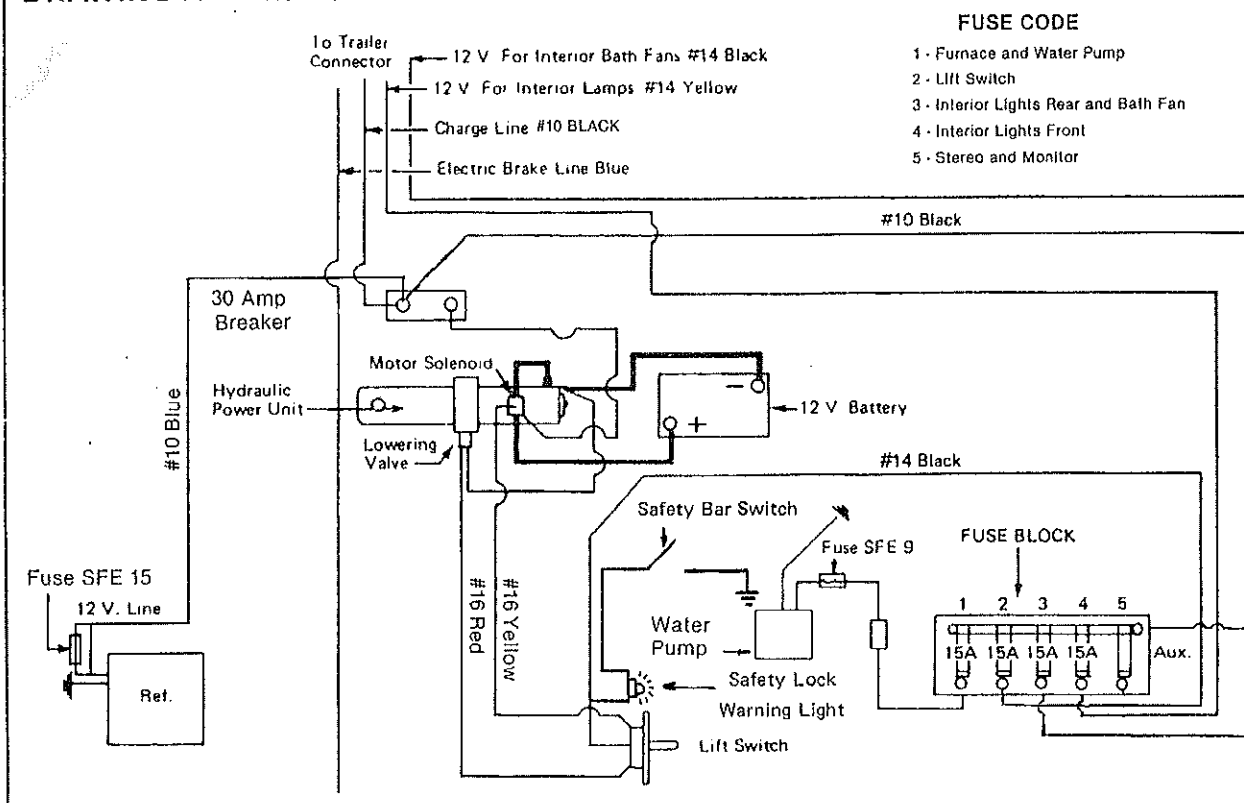 FUSE CODE
1 - Furnace and Water Pump
2 - Lift Switch
3 - Interior Lights Rear and Bath Fan
4 - Interior Lights Front
5 - Stereo and Monitor
To Trailer
Connector
12 V For Interior Bath Fans #14 Black
12 V For Interior Lamps #14 Yellow
Charge Line #10 BLACK
Electric Brake Line Blue
#10 Black
30 Amp
Breaker
Motor Solenoid
Hydraulic
Power Unit
- 
+
12 V Battery
#10 Blue
Lowering
Valve
#14 Black
Safety Bar Switch
Fuse SFE 9
FUSE BLOCK
Fuse SFE 15
12 V. Line
#16 Red
#16 Yellow
1 2 3 4 5
Water
Pump
15A 15A 15A 15A Aux.
Ref.
Safety Lock
Warning Light
Lift Switch